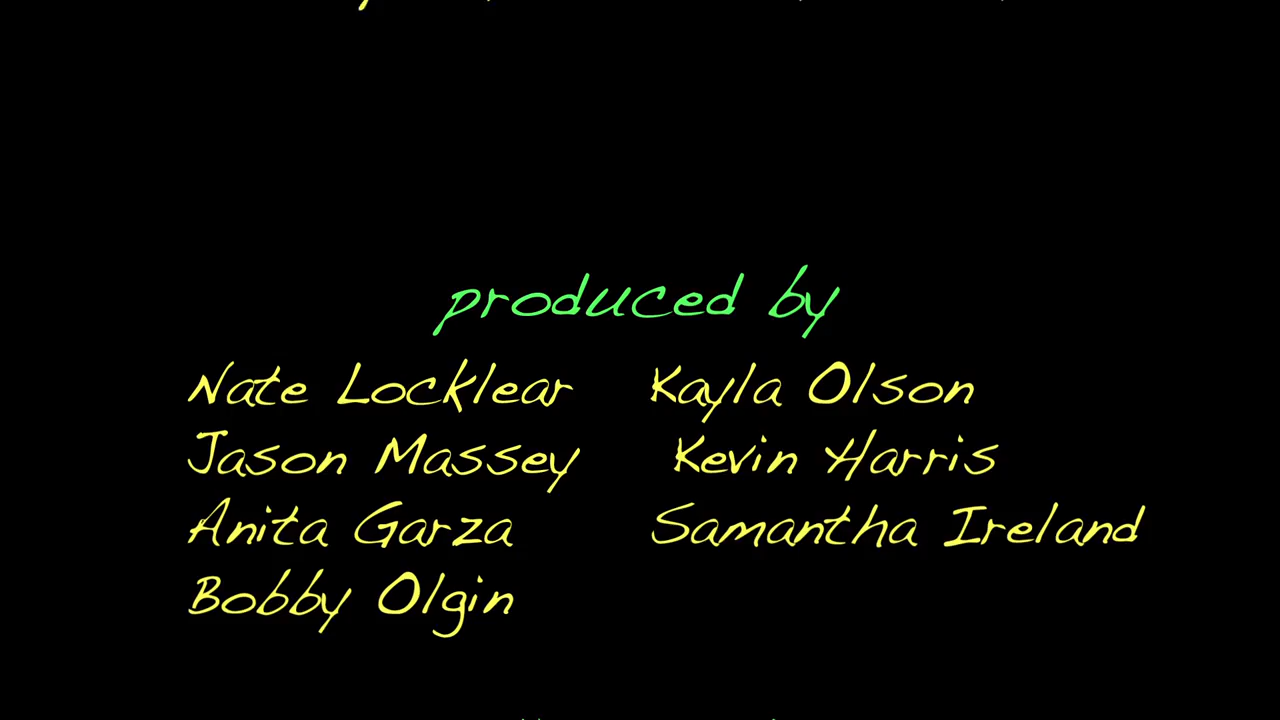 produced by
Nate Locklear Kayla Olson
Jason Massey Kevin Harris
Anita Garza Samantha Ireland
Bobby Olgin